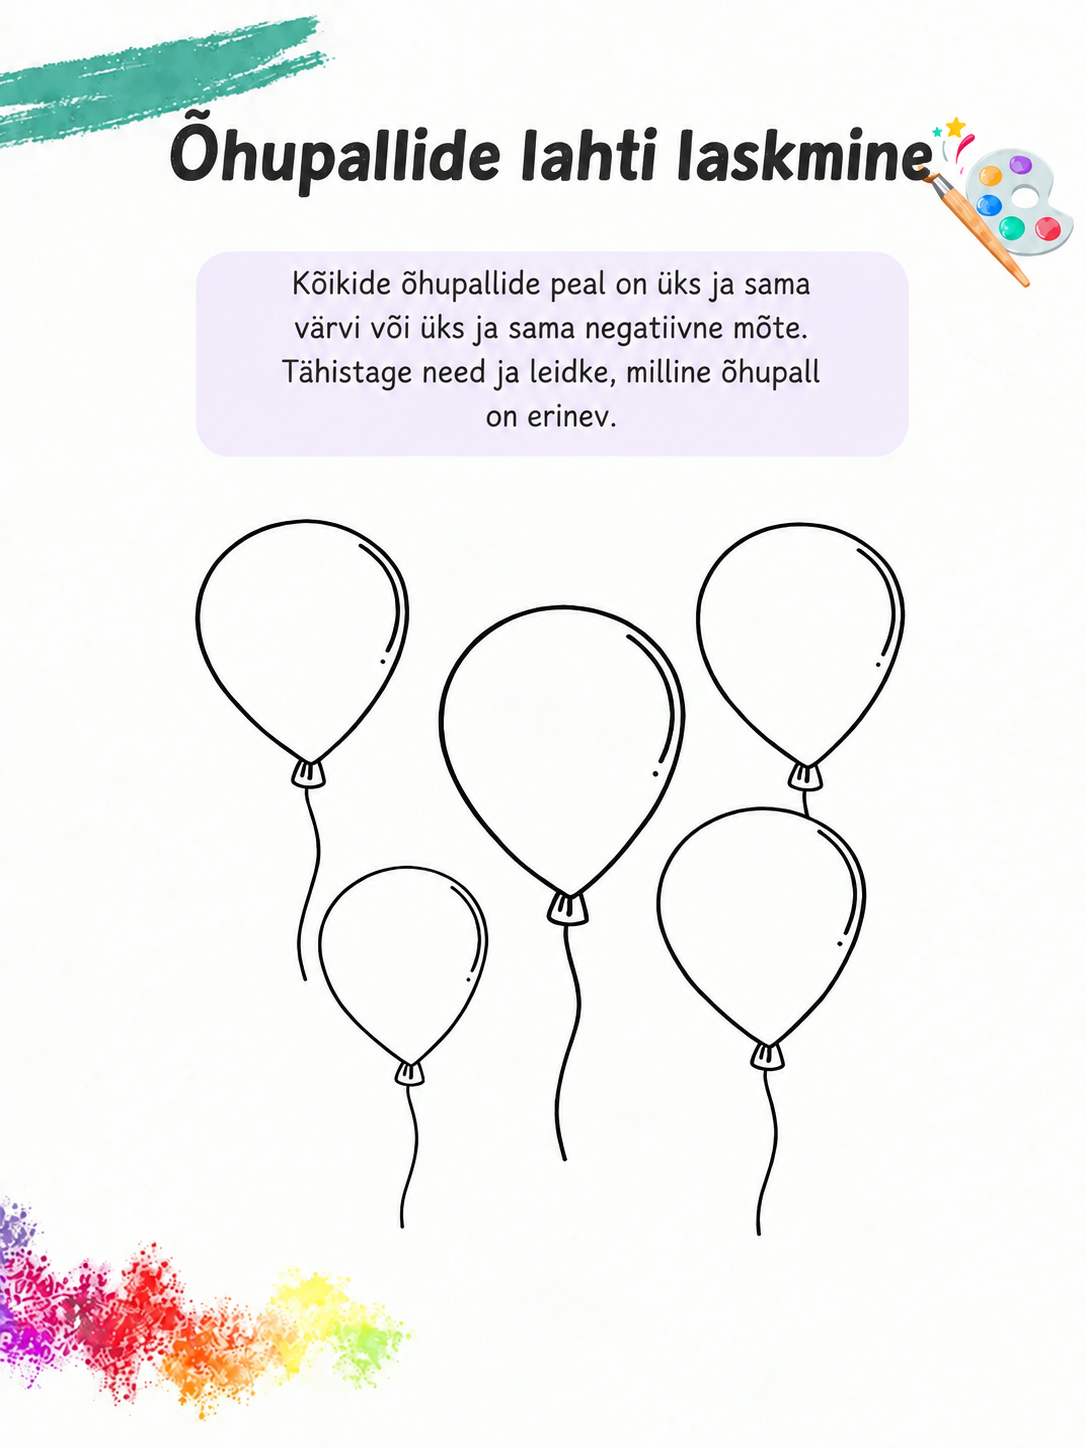 Õhupallide lahti laskmine
Kõikide õhupallide peal on üks ja sama
värvi või üks ja sama negatiivne mõte.
Tähistage need ja leidke, milline õhupall
on erinev.